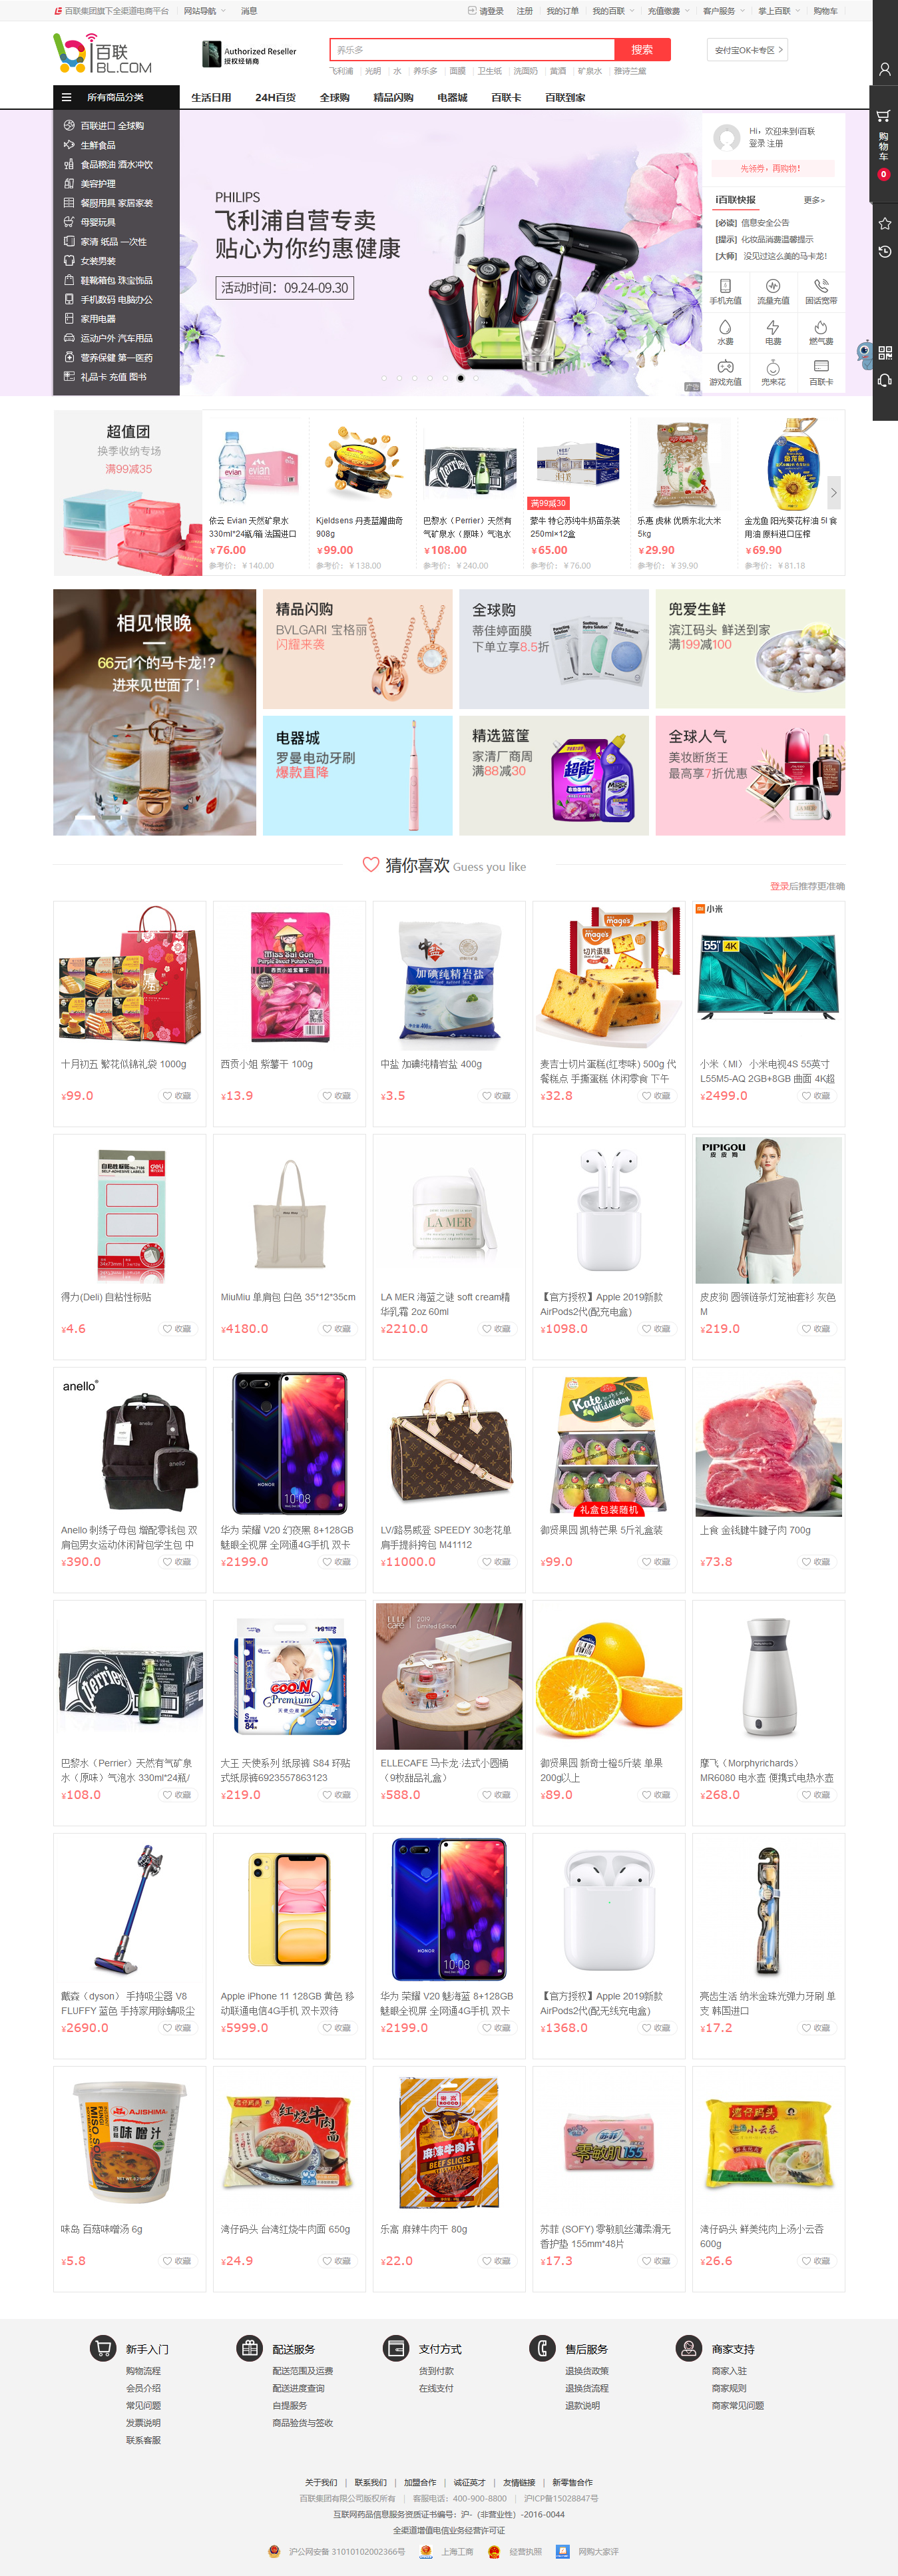 百联集团旗下全渠道电商平台 网站导航 消息 请登录 注册 我的订单 我的百联 充值缴费 客户服务 掌上百联 购物车
i百联 BL.COM
Authorized Reseller
授权经销商
养乐多 搜索
安付宝OK卡专区 >
飞利浦 光明 水 养乐多 面膜 卫生纸 洗面奶 黄酒 矿泉水 雅诗兰黛
所有商品分类 生活日用 24H百货 全球购 精品闪购 电器城 百联卡 百联到家
百联进口 全球购
生鲜食品
食品粮油 酒水冲饮
美容护理
餐厨用具 家居家装
母婴玩具
家清 纸品 一次性
女装男装
鞋靴箱包 珠宝饰品
手机数码 电脑办公
家用电器
运动户外 汽车用品
营养保健 第一医药
礼品卡 充值 图书
PHILIPS
飞利浦自营专卖
贴心为你约惠健康
活动时间：09.24-09.30
广告
Hi，欢迎来到i百联
登录 注册
先领券，再购物！
i百联快报 更多>
[必读] 信息安全公告
[提示] 化妆品消费温馨提示
[大师] 没见过这么美的马卡龙！
手机充值 流量充值 固话宽带
水费 电费 燃气费
游戏充值 兜来花 百联卡
购物车
0
超值团
换季收纳专场
满99减35
满99减30
依云 Evian 天然矿泉水 330ml*24瓶/箱 法国进口
¥76.00
参考价：￥140.00
Kjeldsens 丹麦蓝罐曲奇 908g
¥99.00
参考价：￥138.00
巴黎水（Perrier）天然有气矿泉水（原味）气泡水
¥108.00
参考价：￥240.00
蒙牛 特仑苏纯牛奶苗条装 250ml×12盒
¥65.00
参考价：￥76.00
乐惠 虎林 优质东北大米 5kg
¥29.90
参考价：￥39.90
金龙鱼 阳光葵花籽油 5l 食用油 原料进口压榨
¥69.90
参考价：￥81.18
相见恨晚
66元1个的马卡龙!?
进来见世面了!
精品闪购
BVLGARI 宝格丽
闪耀来袭
全球购
蒂佳婷面膜
下单立享8.5折
兜爱生鲜
滨江码头 鲜送到家
满199减100
电器城
罗曼电动牙刷
爆款直降
精选篮筐
家清厂商周
满88减30
全球人气
美妆断货王
最高享7折优惠
猜你喜欢 Guess you like
登录后推荐更准确
十月初五 繁花似锦礼袋 1000g
¥99.0 收藏
西贡小姐 紫薯干 100g
¥13.9 收藏
中盐 加碘纯精岩盐 400g
¥3.5 收藏
麦吉士切片蛋糕(红枣味) 500g 代餐糕点 手撕蛋糕 休闲零食 下午
¥32.8 收藏
小米
55" 4K
小米（MI） 小米电视4S 55英寸 L55M5-AQ 2GB+8GB 曲面 4K超
¥2499.0 收藏
得力(Deli) 自粘性标贴
¥4.6 收藏
MiuMiu 单肩包 白色 35*12*35cm
¥4180.0 收藏
LA MER 海蓝之谜 soft cream精华乳霜 2oz 60ml
¥2210.0 收藏
【官方授权】Apple 2019新款 AirPods2代(配充电盒)
¥1098.0 收藏
PIPIGOU
皮皮狗
皮皮狗 圆领链条灯笼袖套衫 灰色 M
¥219.0 收藏
anello
Anello 刺绣子母包 增配零钱包 双肩包男女运动休闲背包学生包 中
¥390.0 收藏
华为 荣耀 V20 幻夜黑 8+128GB 魅眼全视屏 全网通4G手机 双卡
¥2199.0 收藏
LV/路易威登 SPEEDY 30老花单肩手提斜挎包 M41112
¥11000.0 收藏
礼盒包装随机
御贤果园 凯特芒果 5斤礼盒装
¥99.0 收藏
上食 金钱腱牛腱子肉 700g
¥73.8 收藏
巴黎水（Perrier）天然有气矿泉水（原味）气泡水 330ml*24瓶/
¥108.0 收藏
大王 天使系列 纸尿裤 S84 环贴式纸尿裤6923557863123
¥219.0 收藏
ELLECAFE 马卡龙·法式小圆桶（9枚甜品礼盒）
¥588.0 收藏
御贤果园 新奇士橙5斤装 单果200g以上
¥89.0 收藏
摩飞（Morphyrichards）MR6080 电水壶 便携式电热水壶
¥268.0 收藏
戴森（dyson） 手持吸尘器 V8 FLUFFY 蓝色 手持家用除螨吸尘
¥2690.0 收藏
Apple iPhone 11 128GB 黄色 移动联通电信4G手机 双卡双待
¥5999.0 收藏
华为 荣耀 V20 魅海蓝 8+128GB 魅眼全视屏 全网通4G手机 双卡
¥2199.0 收藏
【官方授权】Apple 2019新款 AirPods2代(配无线充电盒)
¥1368.0 收藏
亮齿生活 纳米金珠光弹力牙刷 单支 韩国进口
¥17.2 收藏
味岛 百菇味噌汤 6g
¥5.8 收藏
湾仔码头 台湾红烧牛肉面 650g
¥24.9 收藏
乐高 麻辣牛肉干 80g
¥22.0 收藏
苏菲 (SOFY) 零敏肌丝薄柔滑无香护垫 155mm*48片
¥17.3 收藏
湾仔码头 鲜美纯肉上汤小云吞 600g
¥26.6 收藏
新手入门
购物流程
会员介绍
常见问题
发票说明
联系客服
配送服务
配送范围及运费
配送进度查询
自提服务
商品验货与签收
支付方式
货到付款
在线支付
售后服务
退换货政策
退换货流程
退款说明
商家支持
商家入驻
商家规则
商家常见问题
关于我们 | 联系我们 | 加盟合作 | 诚征英才 | 友情链接 | 新零售合作
百联集团有限公司版权所有 | 客服电话：400-900-8800 | 沪ICP备15028847号
互联网药品信息服务资质证书编号：沪-（非营业性）-2016-0044
全渠道增值电信业务经营许可证
沪公网安备 31010102002366号 上海工商 经营执照 网购大家评